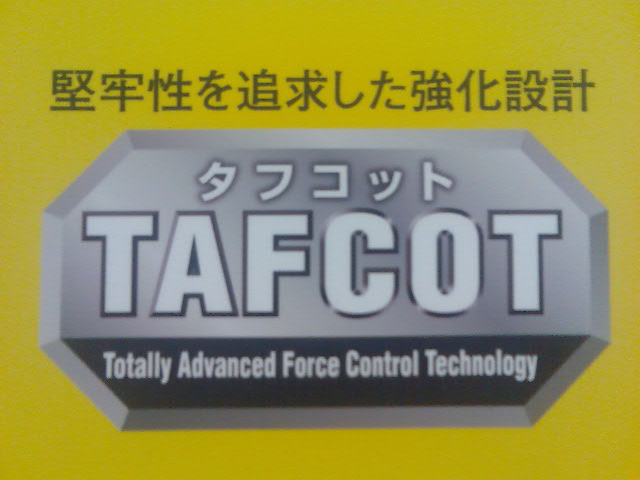 堅牢性を追求した強化設計
タフコット
TAFCOT
Totally Advanced Force Control Technology